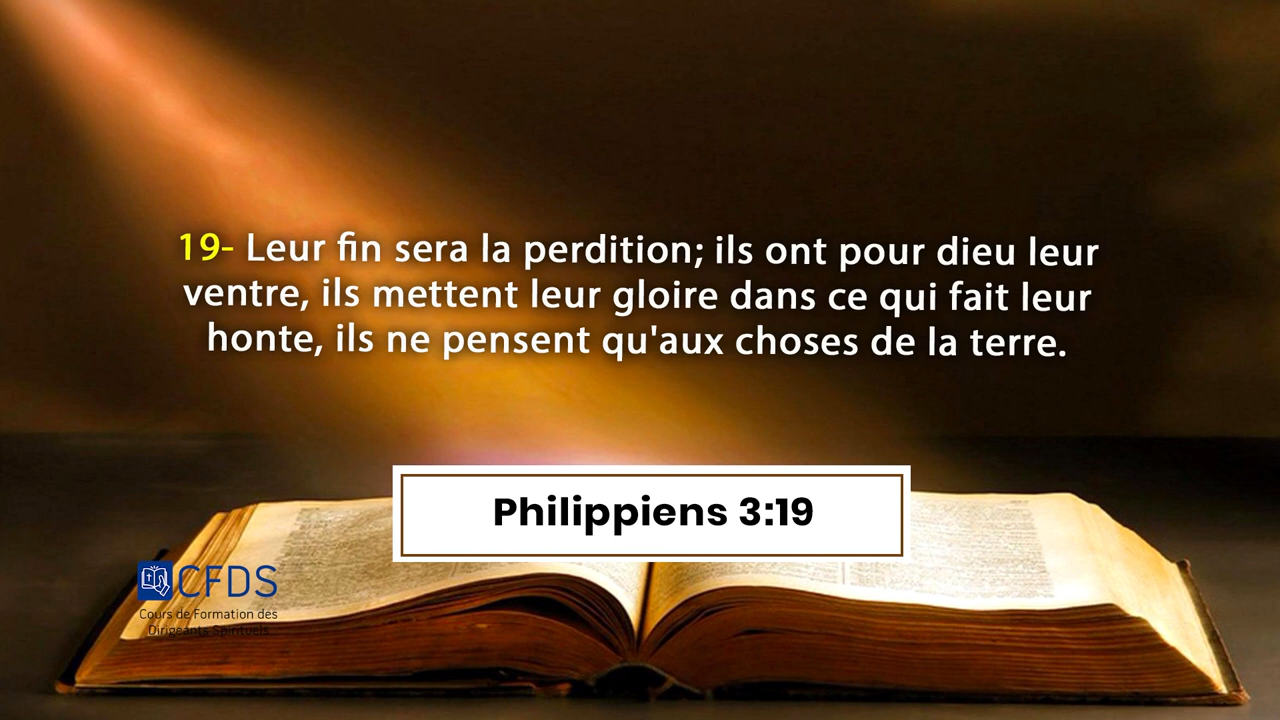 19- Leur fin sera la perdition; ils ont pour dieu leur
ventre, ils mettent leur gloire dans ce qui fait leur
honte, ils ne pensent qu'aux choses de la terre.
Philippiens 3:19
CFDS
Cours de Formation des
Dirigeants Spirituels